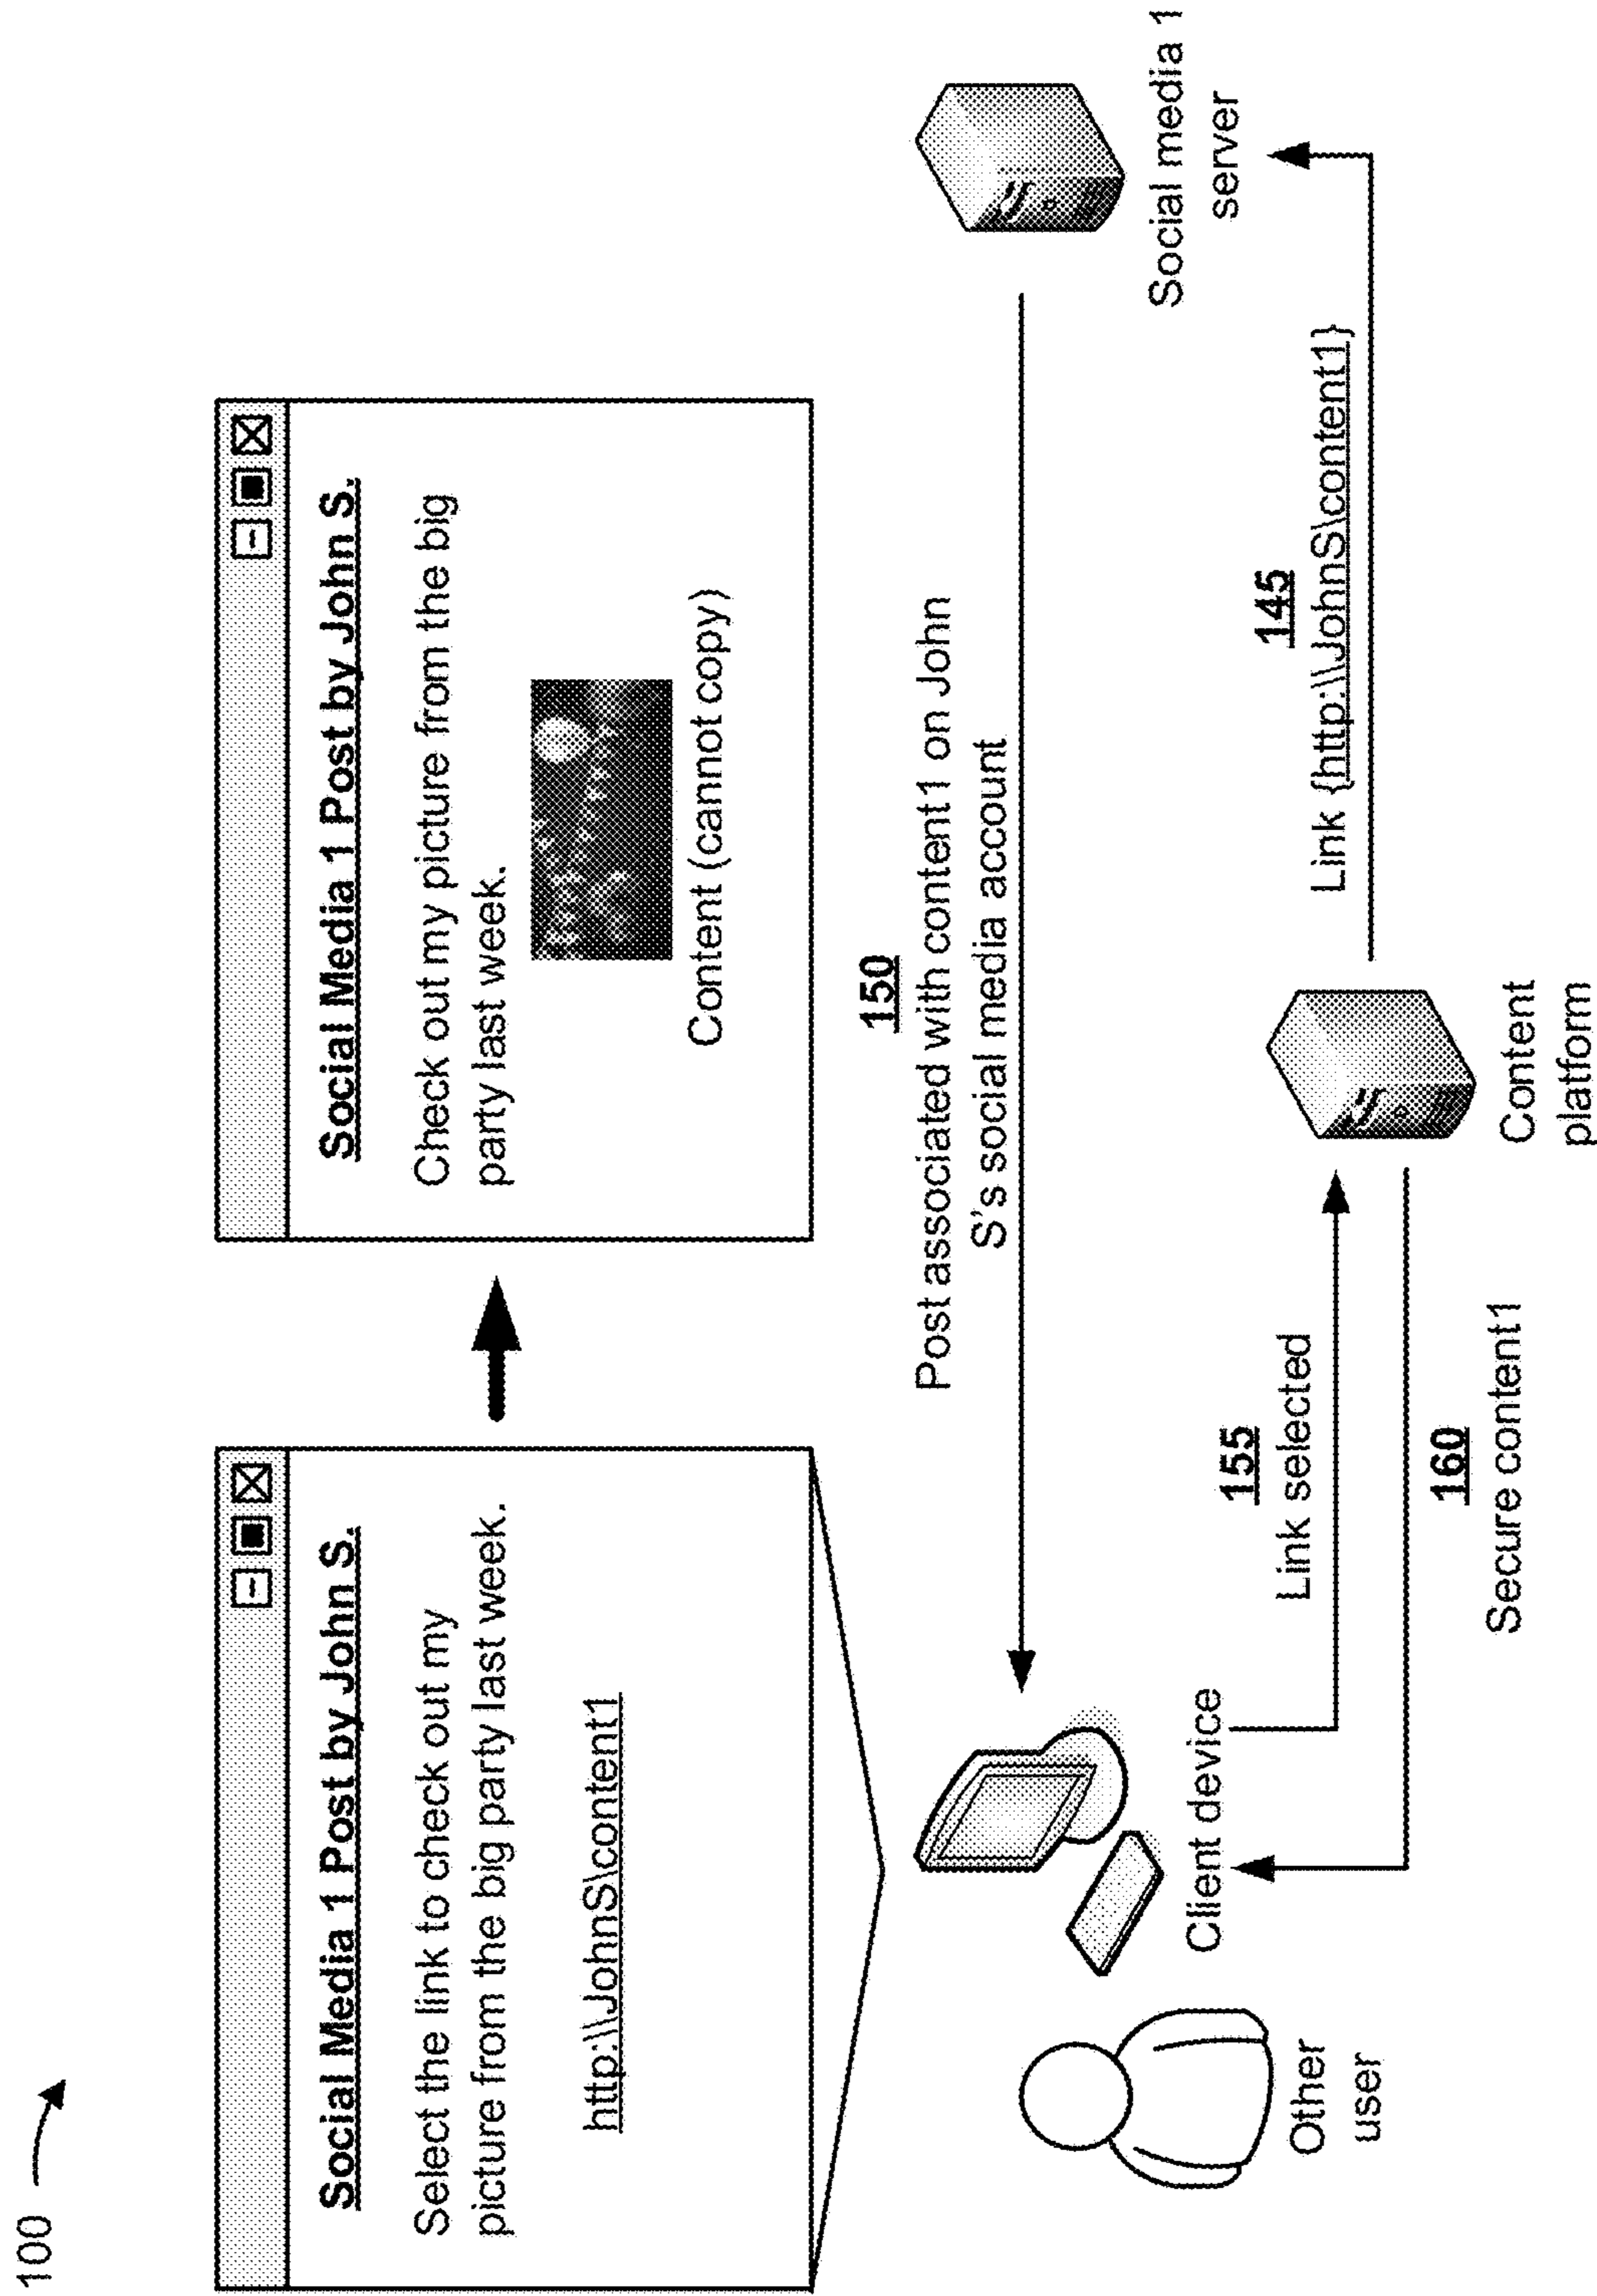 100
Social Media 1 Post by John S.
Select the link to check out my
picture from the big party last week.
http:\\JohnS\content1
Social Media 1 Post by John S.
Check out my picture from the big
party last week.
Content (cannot copy)
150
Post associated with content1 on John
S's social media account
Other
user
Client device
155
Link selected
160
Secure content1
Content
platform
145
Link {http:\\JohnS\content1}
Social media 1
server